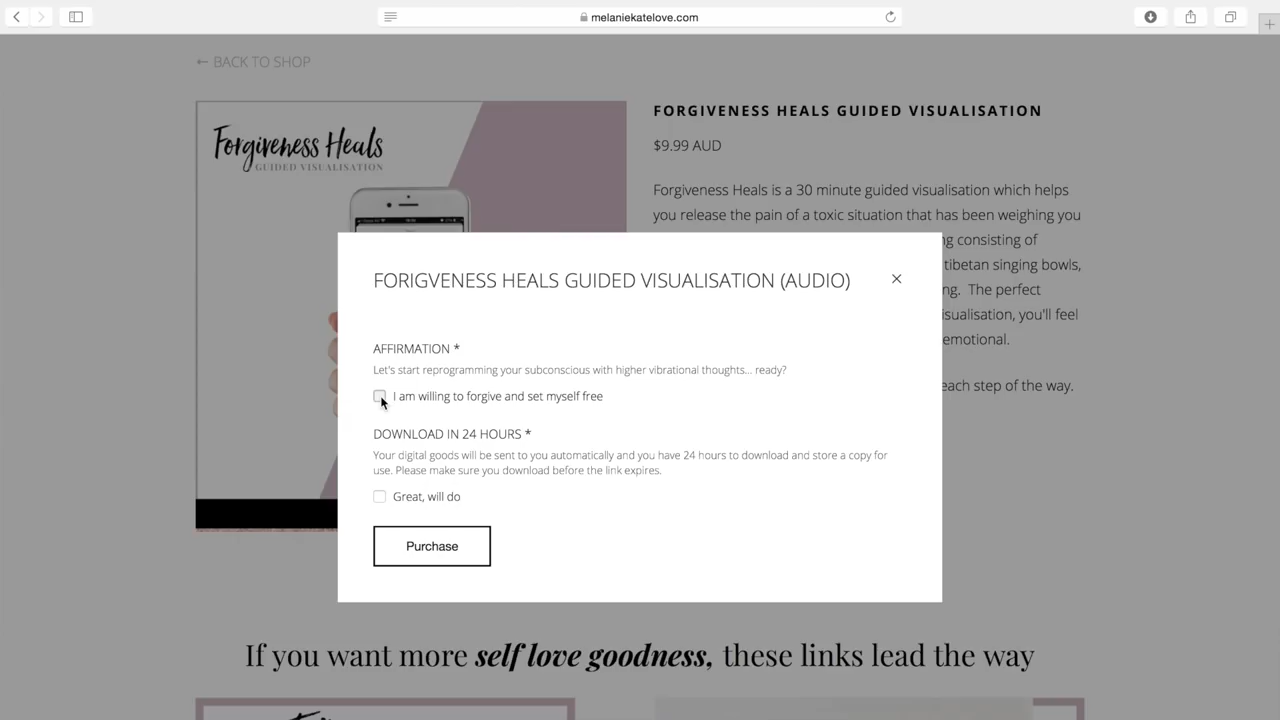 melaniekatelove.com
← BACK TO SHOP
Forgiveness Heals
GUIDED VISUALISATION
FORGIVENESS HEALS GUIDED VISUALISATION
$9.99 AUD
Forgiveness Heals is a 30 minute guided visualisation which helps
you release the pain of a toxic situation that has been weighing you
consisting of
tibetan singing bowls,
The perfect
you'll feel
emotional.
each step of the way.
FORIGVENESS HEALS GUIDED VISUALISATION (AUDIO)
AFFIRMATION *
Let's start reprogramming your subconscious with higher vibrational thoughts... ready?
I am willing to forgive and set myself free
DOWNLOAD IN 24 HOURS *
Your digital goods will be sent to you automatically and you have 24 hours to download and store a copy for
use. Please make sure you download before the link expires.
Great, will do
Purchase
If you want more self love goodness, these links lead the way